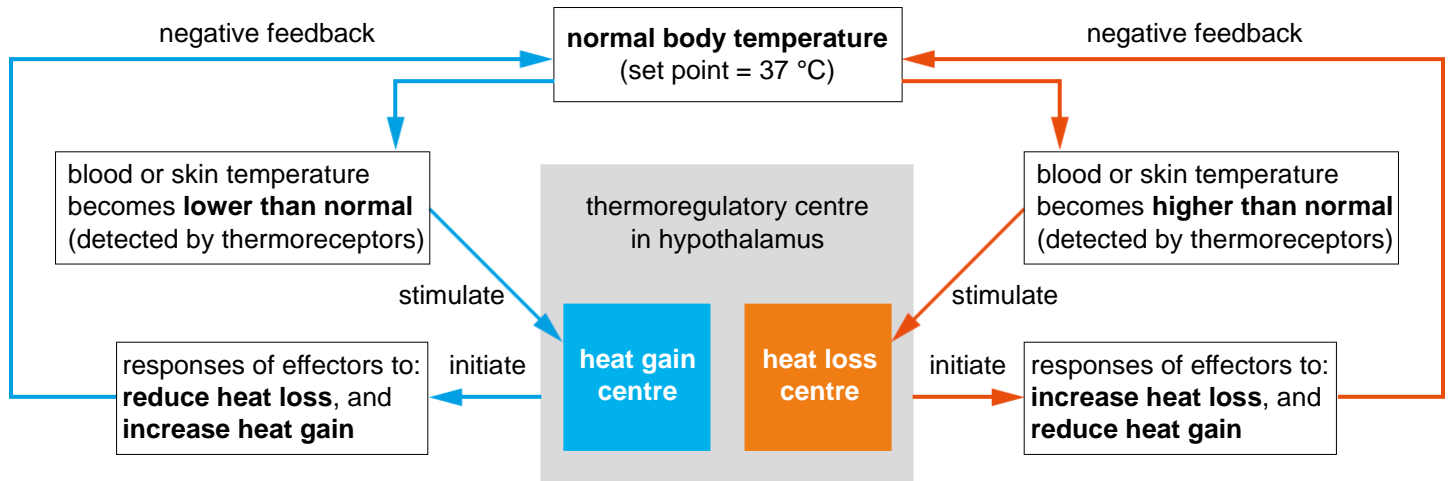 negative feedback
normal body temperature
(set point = 37 °C)
negative feedback
blood or skin temperature
becomes lower than normal
(detected by thermoreceptors)
thermoregulatory centre
in hypothalamus
blood or skin temperature
becomes higher than normal
(detected by thermoreceptors)
stimulate
stimulate
heat gain
centre
heat loss
centre
responses of effectors to:
reduce heat loss, and
increase heat gain
initiate
initiate
responses of effectors to:
increase heat loss, and
reduce heat gain